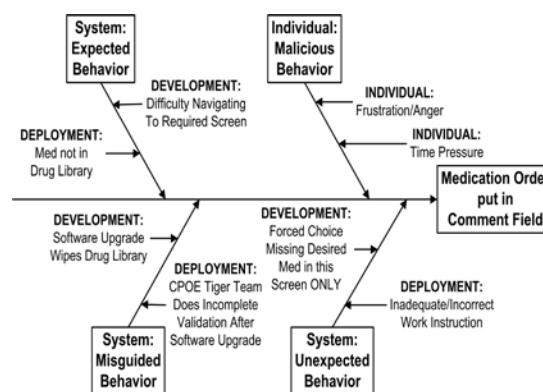 System:
Expected
Behavior
Individual:
Malicious
Behavior
DEVELOPMENT:
Difficulty Navigating
To Required Screen
INDIVIDUAL:
Frustration/Anger
DEPLOYMENT:
Med not in
Drug Library
INDIVIDUAL:
Time Pressure
Medication Orde
put in
Comment Field
DEVELOPMENT:
Software Upgrade
Wipes Drug Library
DEVELOPMENT:
Forced Choice
Missing Desired
Med in this
Screen ONLY
DEPLOYMENT:
CPOE Tiger Team
Does Incomplete
Validation After
Software Upgrade
DEPLOYMENT:
Inadequate/Incorrect
Work Instruction
System:
Misguided
Behavior
System:
Unexpected
Behavior